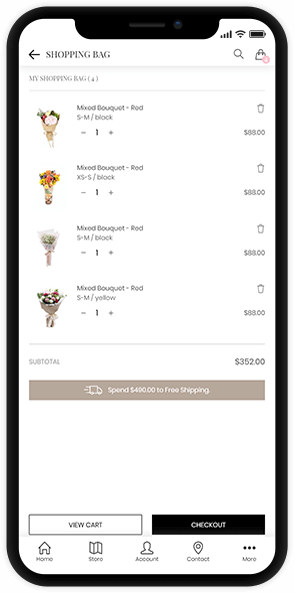 SHOPPING BAG
MY SHOPPING BAG ( 4 )
Mixed Bouquet - Red
S-M / black
− 1 + $88.00
Mixed Bouquet - Red
XS-S / black
− 1 + $88.00
Mixed Bouquet - Red
S-M / black
− 1 + $88.00
Mixed Bouquet - Red
S-M / yellow
− 1 + $88.00
SUBTOTAL $352.00
Spend $490.00 to Free Shipping.
VIEW CART CHECKOUT
Home Store Account Contact More